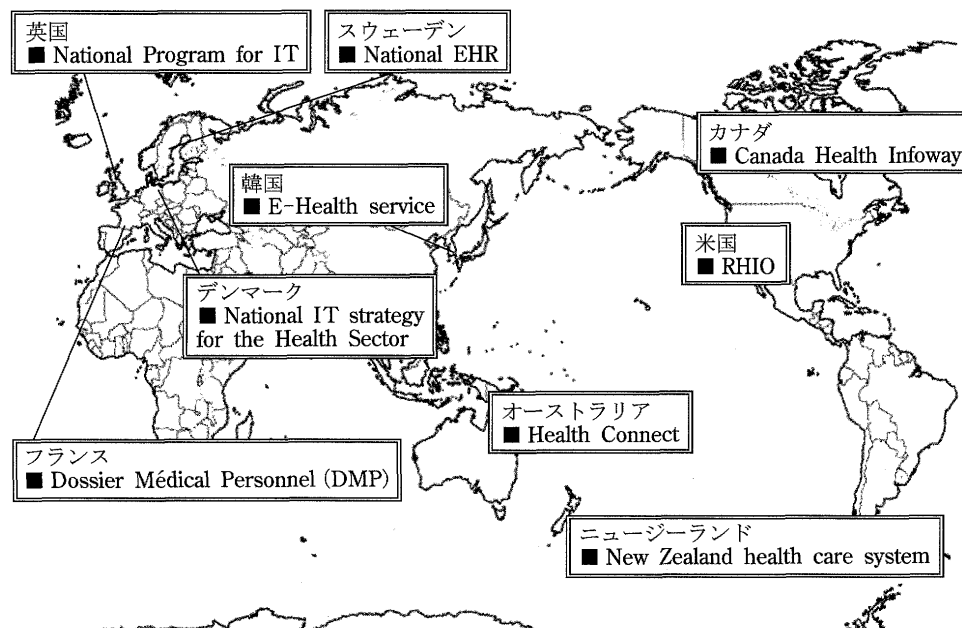 英国
■ National Program for IT
スウェーデン
■ National EHR
カナダ
■ Canada Health Infoway
韓国
■ E-Health service
米国
■ RHIO
デンマーク
■ National IT strategy
for the Health Sector
オーストラリア
■ Health Connect
フランス
■ Dossier Médical Personnel (DMP)
ニュージーランド
■ New Zealand health care system